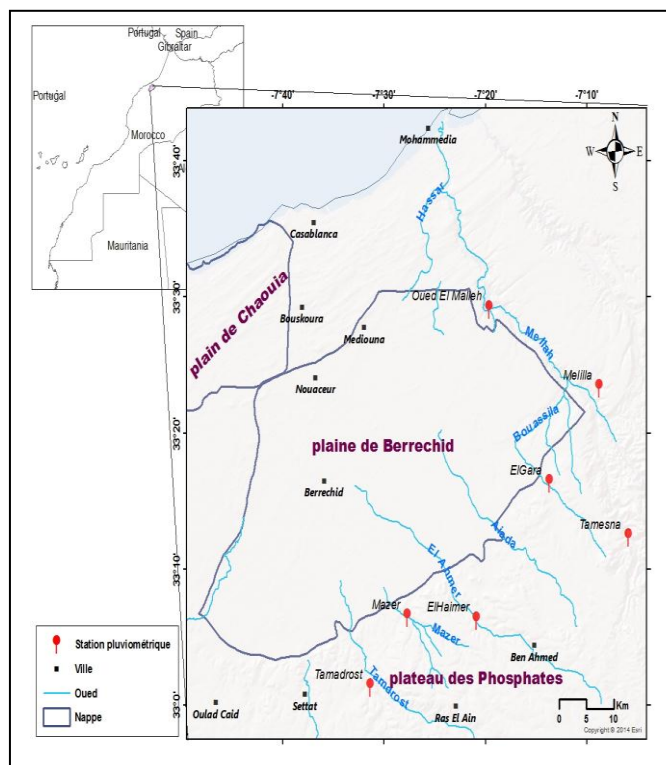 Portugal
Spain
Gibraltar
Portugal
Morocco
Al
Mauritania
-7°40'
-7°30'
-7°20'
-7°10'
N
W
E
S
33°40'
33°30'
33°20'
33°10'
33°0'
Mohammedia
Hassar
Casablanca
plain de Chaouia
Oued El Malleh
Bouskoura
Mediouna
Mellah
Nouaceur
Melilla
Bouassila
plaine de Berrechid
ElGara
Berrechid
Aïada
Tamesna
El Ahmer
Mazer
ElHaimer
Mazer
Ben Ahmed
plateau des Phosphates
Tamadrost
Tamdrost
Oulad Caid
Settat
Ras El Ain
Station pluviométrique
Ville
Oued
Nappe
0 5 10
Km
Copyright © 2014 Esri